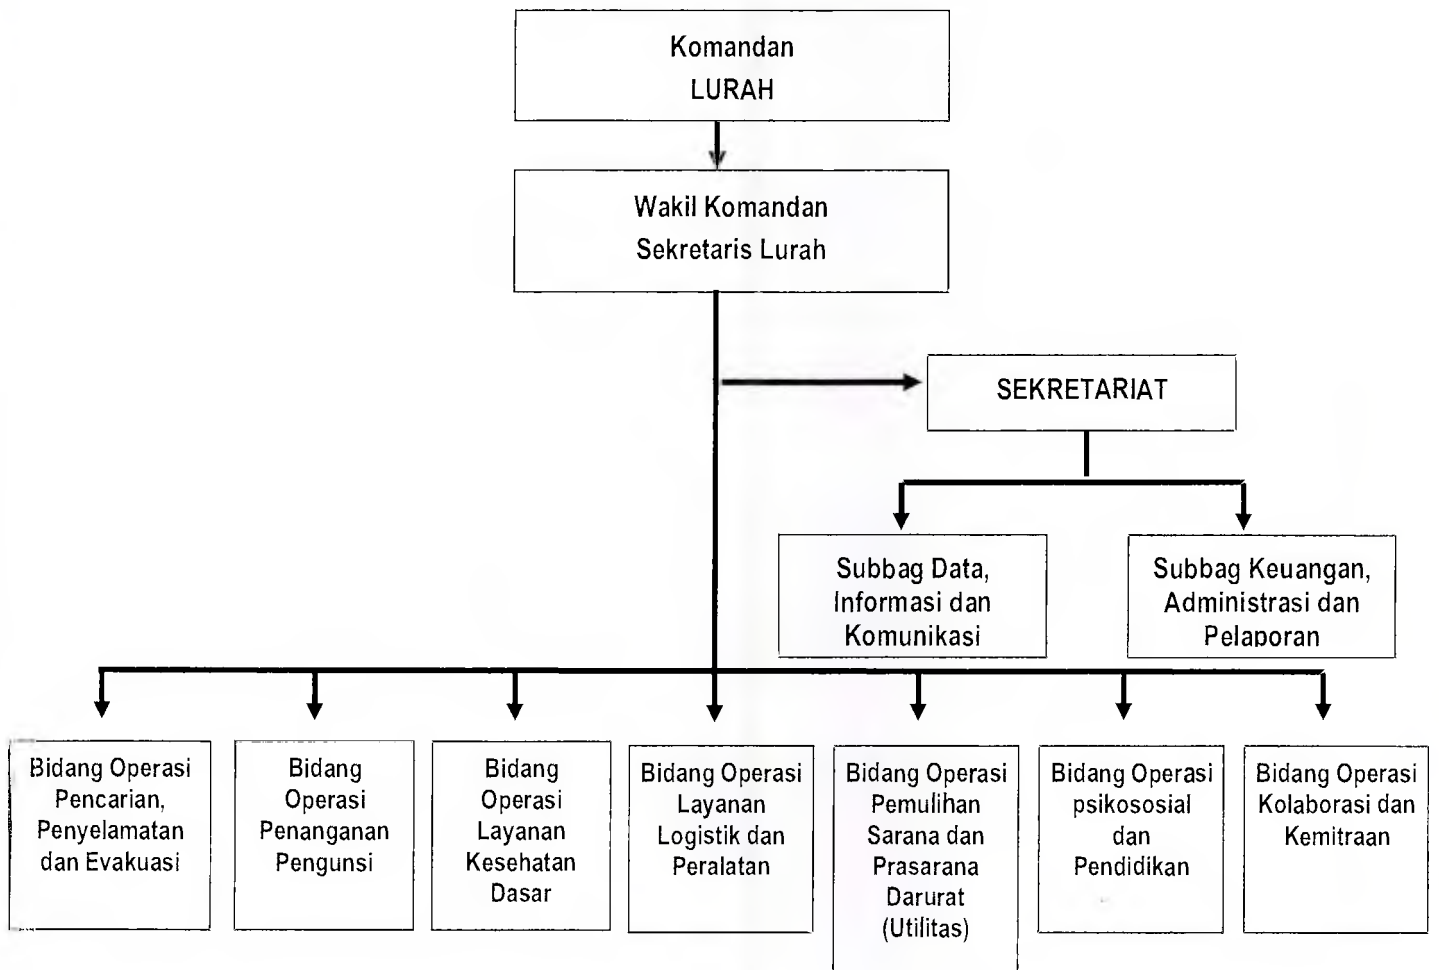 Komandan
LURAH
Wakil Komandan
Sekretaris Lurah
SEKRETARIAT
Subbag Data,
Informasi dan
Komunikasi
Subbag Keuangan,
Administrasi dan
Pelaporan
Bidang Operasi
Pencarian,
Penyelamatan
dan Evakuasi
Bidang
Operasi
Penanganan
Pengunsi
Bidang
Operasi
Layanan
Kesehatan
Dasar
Bidang Operasi
Layanan
Logistik dan
Peralatan
Bidang Operasi
Pemulihan
Sarana dan
Prasarana
Darurat
(Utilitas)
Bidang Operasi
psikososial
dan
Pendidikan
Bidang Operasi
Kolaborasi dan
Kemitraan